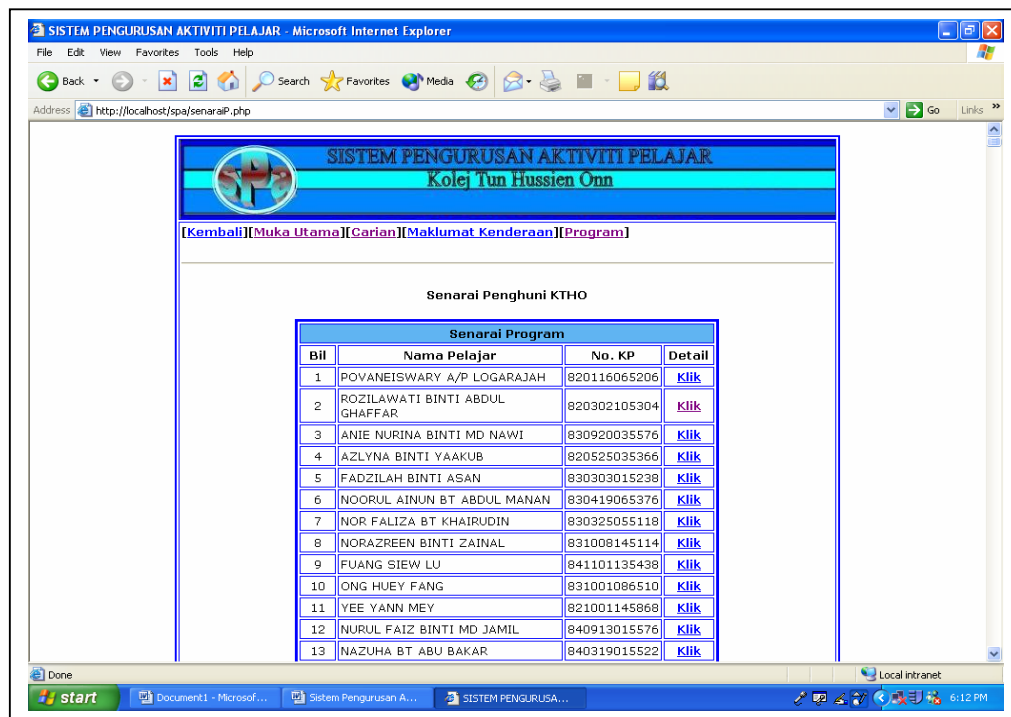 SISTEM PENGURUSAN AKTIVITI PELAJAR - Microsoft Internet Explorer
File Edit View Favorites Tools Help
Back Search Favorites Media
Address http://localhost/spa/senaraiP.php Go Links »
SISTEM PENGURUSAN AKTIVITI PELAJAR
Kolej Tun Hussien Onn
SPa
[Kembali][Muka Utama][Carian][Maklumat Kenderaan][Program]
Senarai Penghuni KTHO
Senarai Program
Bil Nama Pelajar No. KP Detail
1 POVANEISWARY A/P LOGARAJAH 820116065206 Klik
2 ROZILAWATI BINTI ABDUL GHAFFAR 820302105304 Klik
3 ANIE NURINA BINTI MD NAWI 830920035576 Klik
4 AZLYNA BINTI YAAKUB 820525035366 Klik
5 FADZILAH BINTI ASAN 830303015238 Klik
6 NOORUL AINUN BT ABDUL MANAN 830419065376 Klik
7 NOR FALIZA BT KHAIRUDIN 830325055118 Klik
8 NORAZREEN BINTI ZAINAL 831008145114 Klik
9 FUANG SIEW LU 841101135438 Klik
10 ONG HUEY FANG 831001086510 Klik
11 YEE YANN MEY 821001145868 Klik
12 NURUL FAIZ BINTI MD JAMIL 840913015576 Klik
13 NAZUHA BT ABU BAKAR 840319015522 Klik
Done Local intranet
start Document1 - Microsof... Sistem Pengurusan A... SISTEM PENGURUSA... 6:12 PM